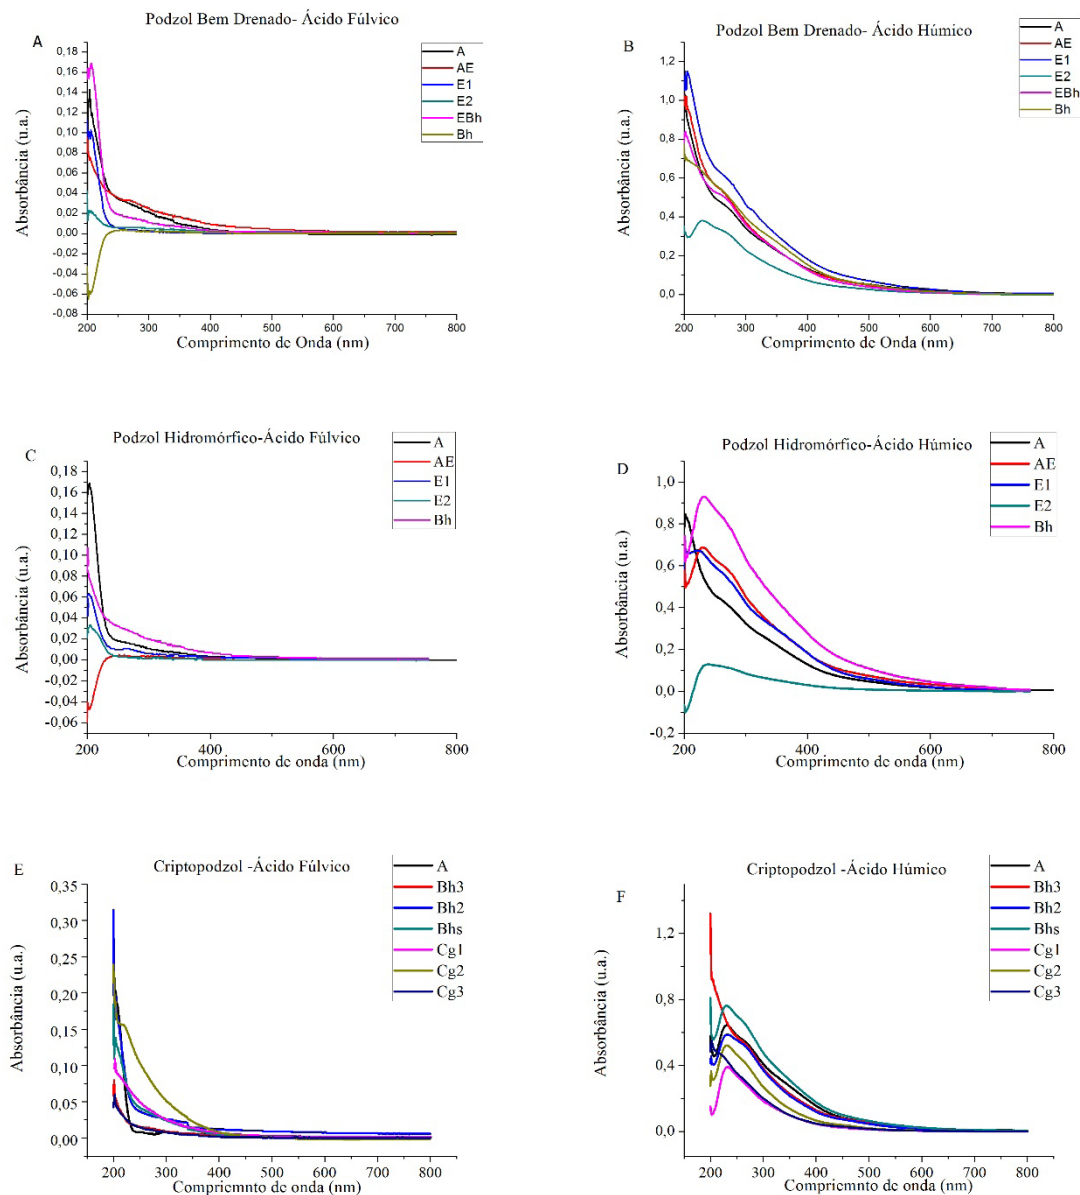 Podzol Bem Drenado- Ácido Fúlvico
A
0,18
0,16
0,14
0,12
0,10
0,08
0,06
0,04
0,02
0,00
-0,02
-0,04
-0,06
-0,08
Absorbância (u.a.)
200 300 400 500 600 700 800
Comprimento de Onda (nm)
A
AE
E1
E2
EBh
Bh
Podzol Bem Drenado- Ácido Húmico
B
1,2
1,0
0,8
0,6
0,4
0,2
0,0
Absorbância (u.a.)
200 300 400 500 600 700 800
Comprimento de Onda (nm)
A
AE
E1
E2
EBh
Bh
Podzol Hidromórfico-Ácido Fúlvico
C
0,18
0,16
0,14
0,12
0,10
0,08
0,06
0,04
0,02
0,00
-0,02
-0,04
-0,06
Absorbância (u.a.)
200 400 600 800
Comprimento de onda (nm)
A
AE
E1
E2
Bh
Podzol Hidromórfico-Ácido Húmico
D
1,0
0,8
0,6
0,4
0,2
0,0
-0,2
Absorbância (u.a.)
200 400 600 800
Comprimento de onda (nm)
A
AE
E1
E2
Bh
Criptopodzol -Ácido Fúlvico
E
0,35
0,30
0,25
0,20
0,15
0,10
0,05
0,00
Absorbância (u.a.)
200 300 400 500 600 700 800
Compriemnto de onda (nm)
A
Bh3
Bh2
Bhs
Cg1
Cg2
Cg3
Criptopodzol -Ácido Húmico
F
1,2
0,8
0,4
0,0
Absorbância (u.a.)
200 300 400 500 600 700 800
Compriemnto de onda (nm)
A
Bh3
Bh2
Bhs
Cg1
Cg2
Cg3